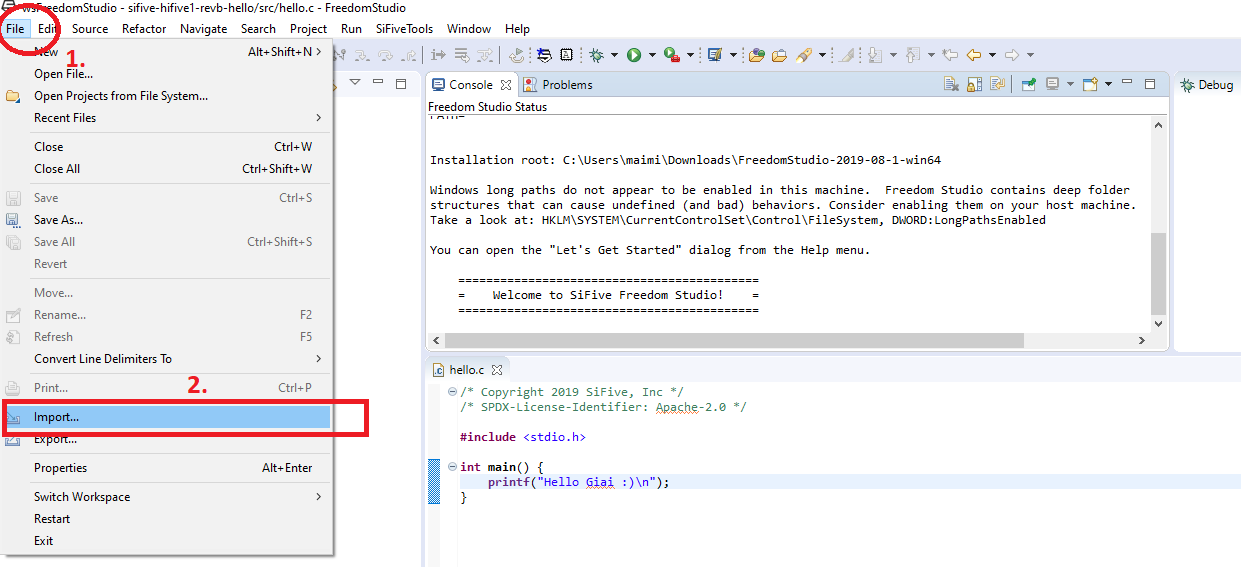 wsFreedomStudio - sifive-hifive1-revb-hello/src/hello.c - FreedomStudio
File Edit Source Refactor Navigate Search Project Run SiFiveTools Window Help
1.
New Alt+Shift+N >
Open File...
Open Projects from File System...
Recent Files >
Close Ctrl+W
Close All Ctrl+Shift+W
Save Ctrl+S
Save As...
Save All Ctrl+Shift+S
Revert
Move...
Rename... F2
Refresh F5
Convert Line Delimiters To >
Print... Ctrl+P
2.
Import...
Export...
Properties Alt+Enter
Switch Workspace >
Restart
Exit
Console Problems
Freedom Studio Status
PATH=
Installation root: C:\Users\maimi\Downloads\FreedomStudio-2019-08-1-win64
Windows long paths do not appear to be enabled in this machine.  Freedom Studio contains deep folder
structures that can cause undefined (and bad) behaviors. Consider enabling them on your host machine.
Take a look at: HKLM\SYSTEM\CurrentControlSet\Control\FileSystem, DWORD:LongPathsEnabled
You can open the "Let's Get Started" dialog from the Help menu.
==========================================
=    Welcome to SiFive Freedom Studio!    =
==========================================
Debug
hello.c
/* Copyright 2019 SiFive, Inc */
/* SPDX-License-Identifier: Apache-2.0 */
#include <stdio.h>
int main() {
printf("Hello Giai :)\n");
}